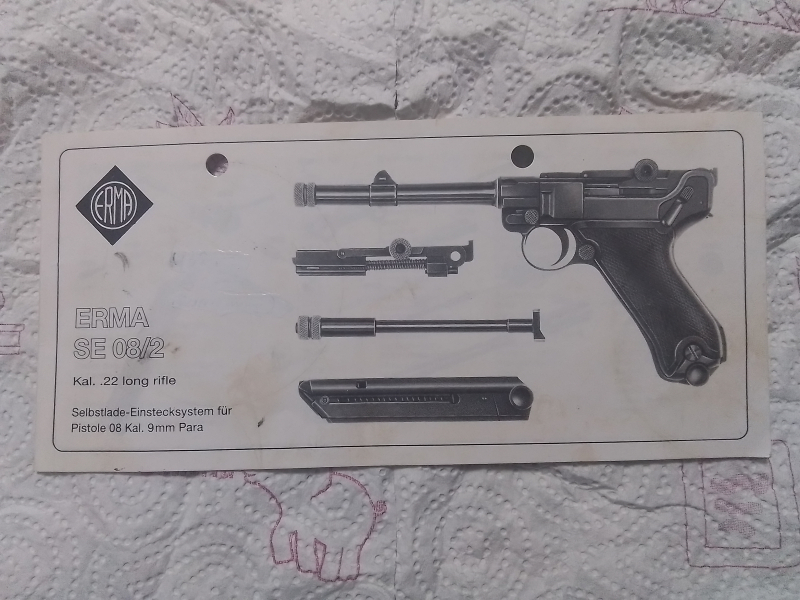 ERMA
ERMA
SE 08/2
Kal. .22 long rifle
Selbstlade-Einstecksystem für
Pistole 08 Kal. 9mm Para